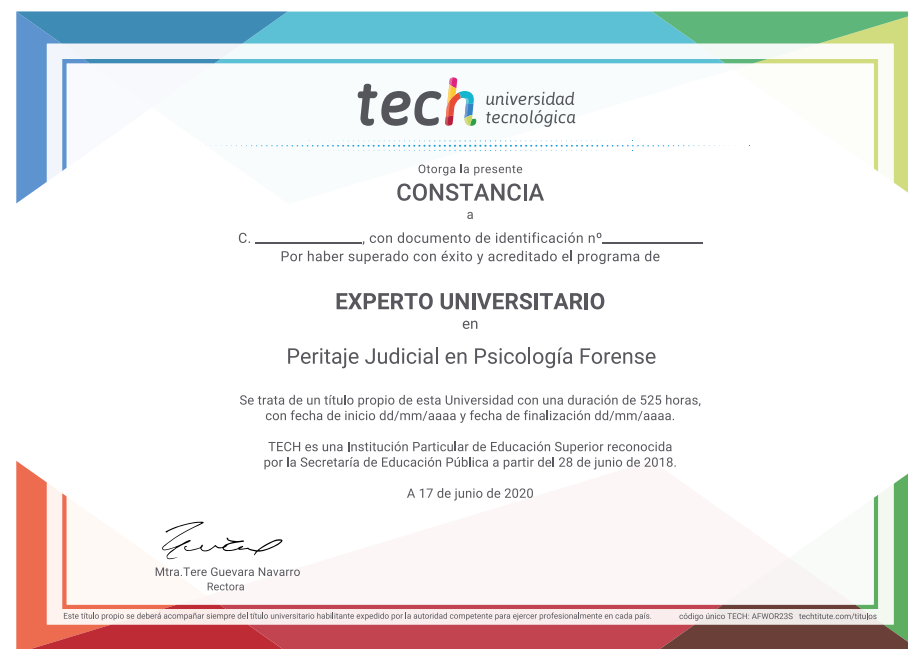 tech universidad
tecnológica
Otorga la presente
CONSTANCIA
a
C. ____________, con documento de identificación nº____________
Por haber superado con éxito y acreditado el programa de
EXPERTO UNIVERSITARIO
en
Peritaje Judicial en Psicología Forense
Se trata de un título propio de esta Universidad con una duración de 525 horas,
con fecha de inicio dd/mm/aaaa y fecha de finalización dd/mm/aaaa.
TECH es una Institución Particular de Educación Superior reconocida
por la Secretaría de Educación Pública a partir del 28 de junio de 2018.
A 17 de junio de 2020
Mtra.Tere Guevara Navarro
Rectora
Este título propio se deberá acompañar siempre del título universitario habilitante expedido por la autoridad competente para ejercer profesionalmente en cada país. código único TECH: AFWOR23S techtitute.com/titulos